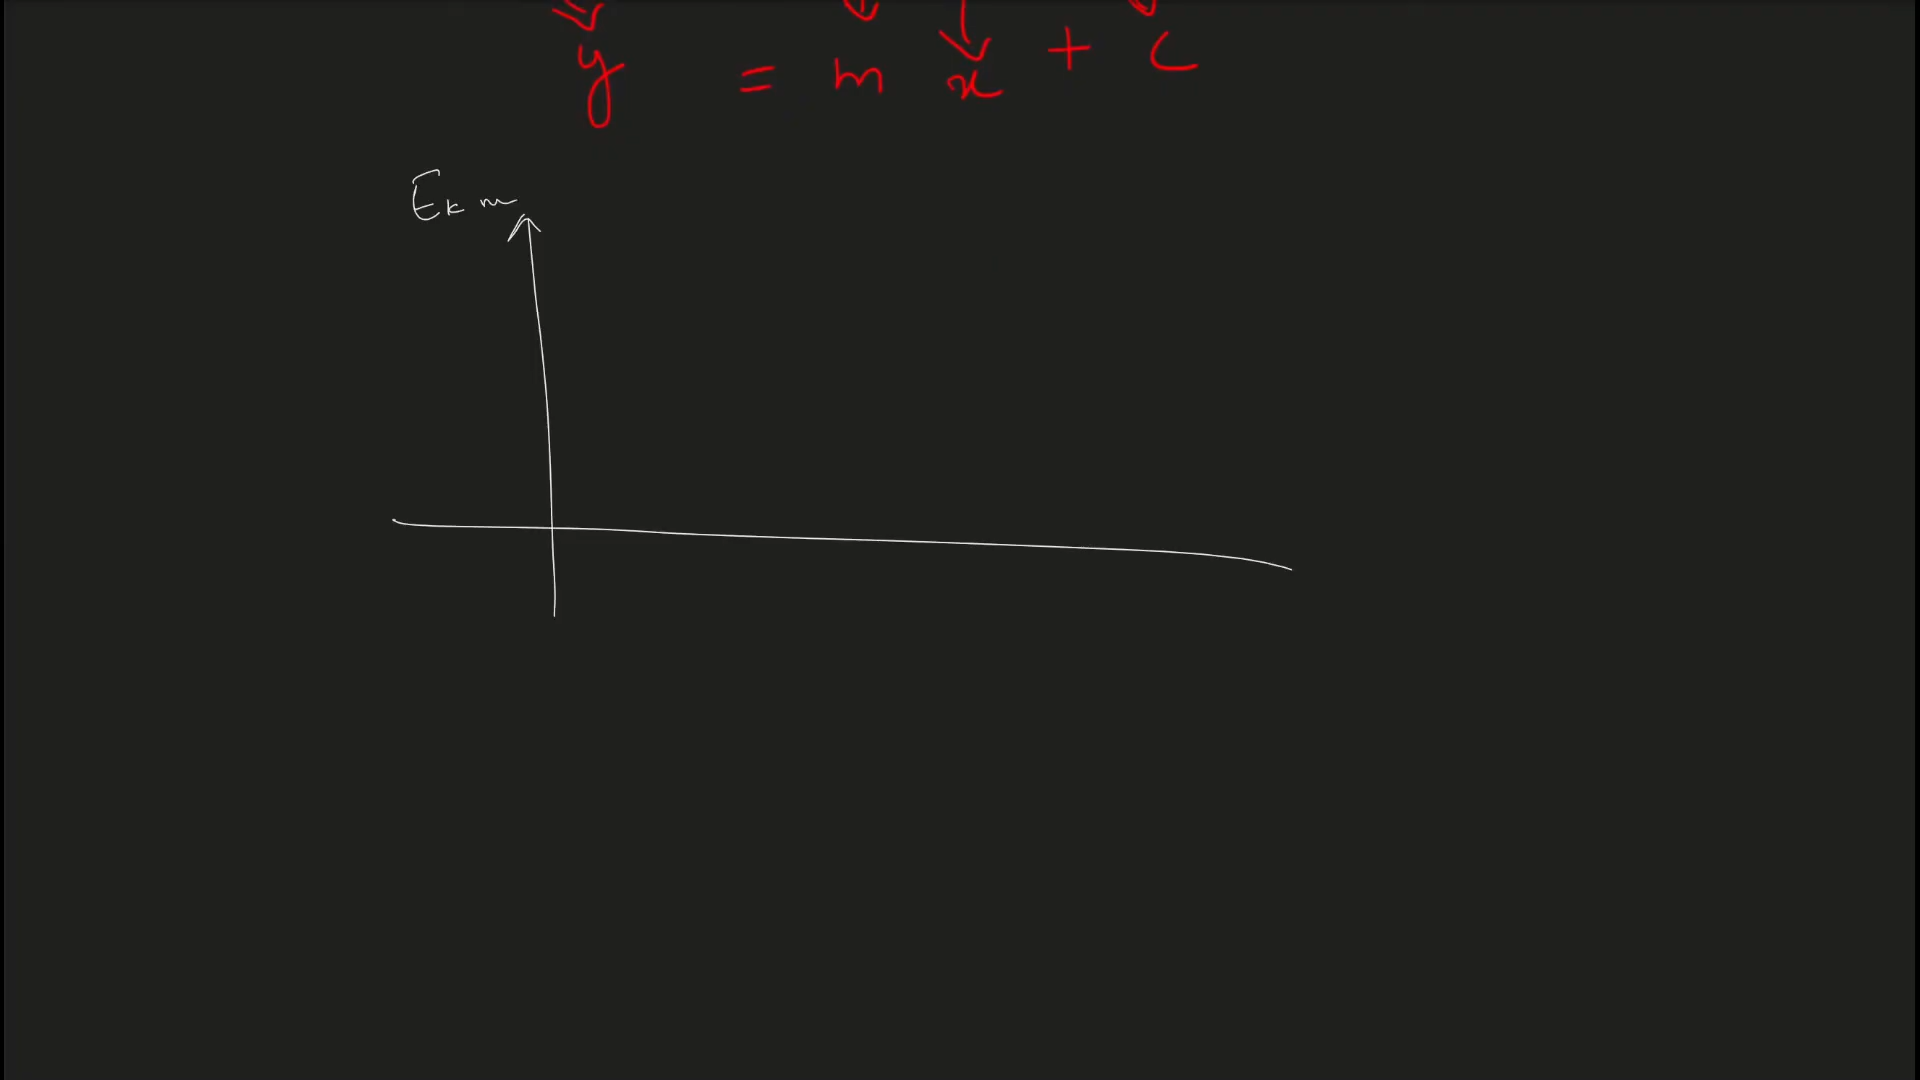 y = m x + c
Ek m